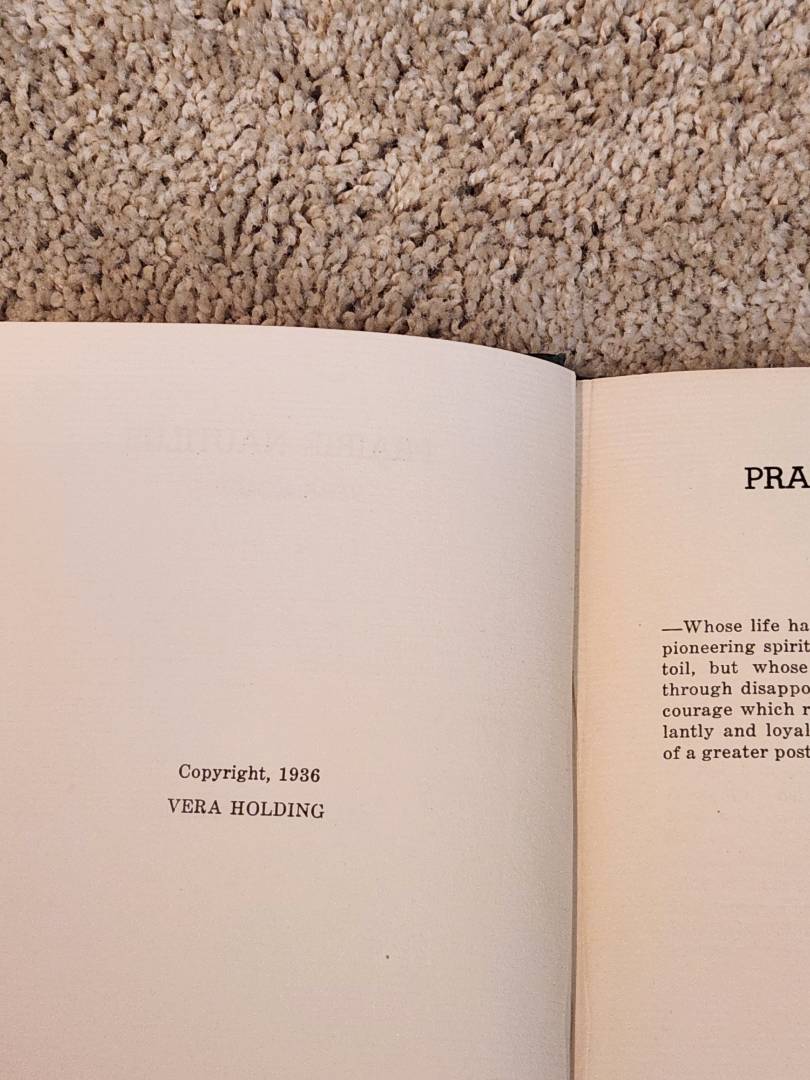 Copyright, 1936
VERA HOLDING
PRA
—Whose life ha
pioneering spirit
toil, but whose
through disappo
courage which r
lantly and loyal
of a greater post